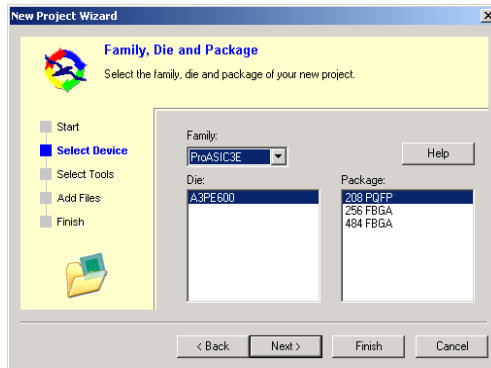 New Project Wizard
Family, Die and Package
Select the family, die and package of your new project.
Start
Select Device
Select Tools
Add Files
Finish
Family:
ProASIC3E
Help
Die:
A3PE600
Package:
208 PQFP
256 FBGA
484 FBGA
< Back
Next >
Finish
Cancel